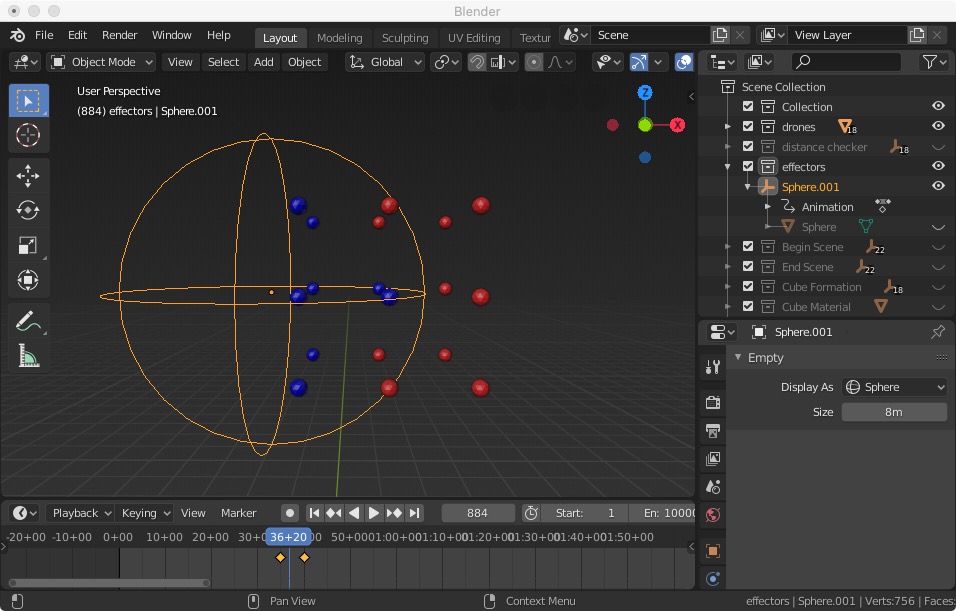 Blender
File Edit Render Window Help Layout Modeling Sculpting UV Editing Textur Scene View Layer
Object Mode View Select Add Object Global
User Perspective
(884) effectors | Sphere.001
Z
X
Scene Collection
Collection
drones 18
distance checker 18
effectors
Sphere.001
Animation
Sphere
Begin Scene 22
End Scene 22
Cube Formation 18
Cube Material
Sphere.001
Empty
Display As Sphere
Size 8m
Playback Keying View Marker 884 Start: 1 En: 1000
-20+00 -10+00 0+00 10+00 20+00 36+20 50+00 01:00+00 01:10+00 01:20+00 01:30+00 01:40+00 01:50+00
Pan View Context Menu effectors | Sphere.001 | Verts:756 | Faces: